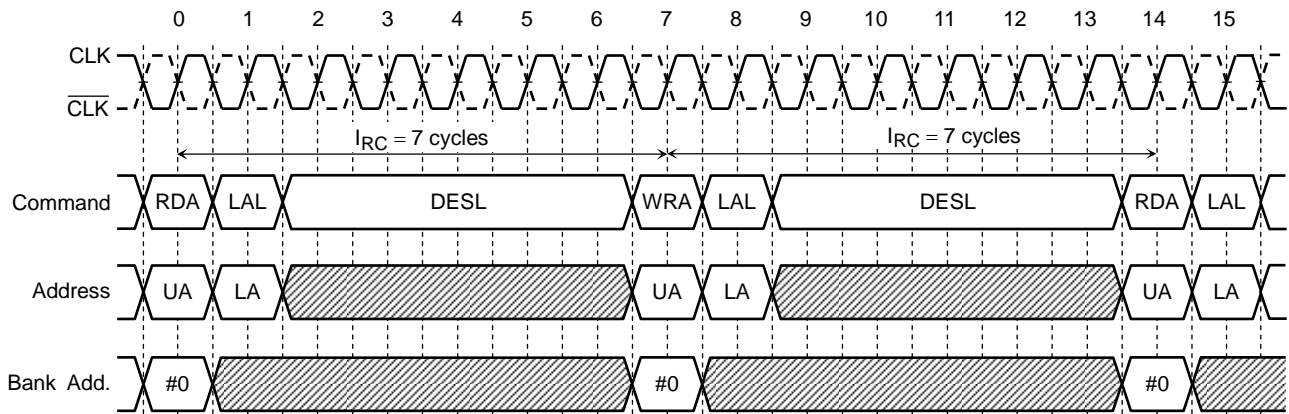 0 1 2 3 4 5 6 7 8 9 10 11 12 13 14 15
CLK
CLK
IRC = 7 cycles IRC = 7 cycles
Command RDA LAL DESL WRA LAL DESL RDA LAL
Address UA LA UA LA UA LA
Bank Add. #0 #0 #0